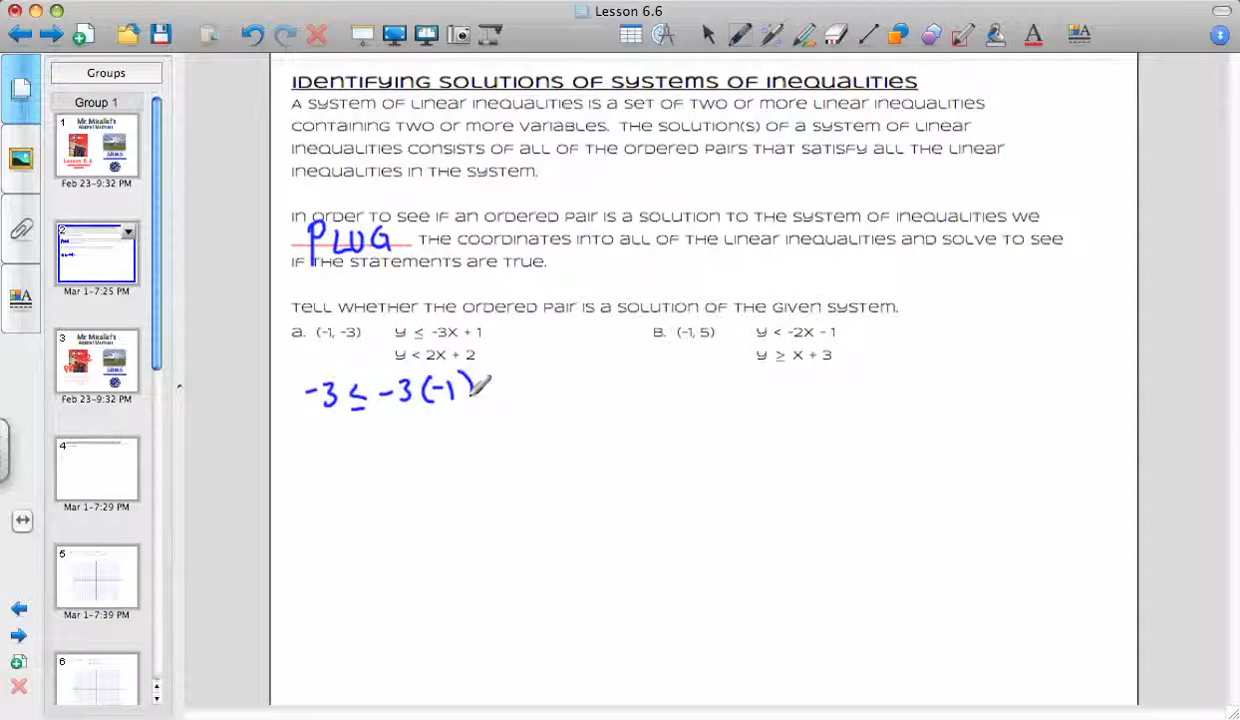 Lesson 6.6
Groups
Group 1
1
Mr. Micallef's
Feb 23–9:32 PM
2
Mar 1–7:25 PM
3
Mr. Micallef's
Feb 23–9:32 PM
4
Mar 1–7:29 PM
5
Mar 1–7:39 PM
6
Identifying Solutions of Systems of Inequalities
A system of linear inequalities is a set of two or more linear inequalities
containing two or more variables. The solution(s) of a system of linear
inequalities consists of all of the ordered pairs that satisfy all the linear
inequalities in the system.
In order to see if an ordered pair is a solution to the system of inequalities we
PLUG the coordinates into all of the linear inequalities and solve to see
if the statements are true.
Tell whether the ordered pair is a solution of the given system.
a. (-1, -3) y ≤ -3x + 1 B. (-1, 5) y < -2x - 1
y < 2x + 2 y ≥ x + 3
-3 ≤ -3(-1)